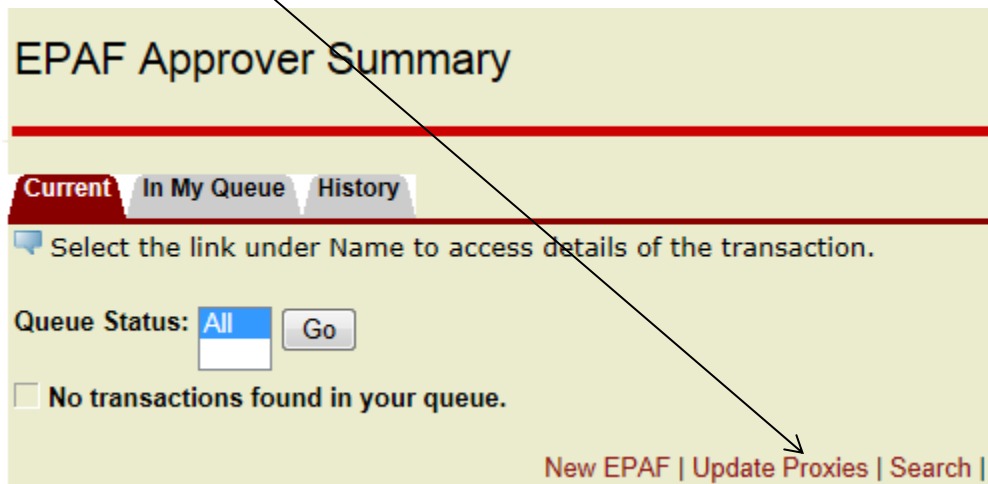 EPAF Approver Summary
Current In My Queue History
Select the link under Name to access details of the transaction.
Queue Status: All Go
No transactions found in your queue.
New EPAF | Update Proxies | Search |